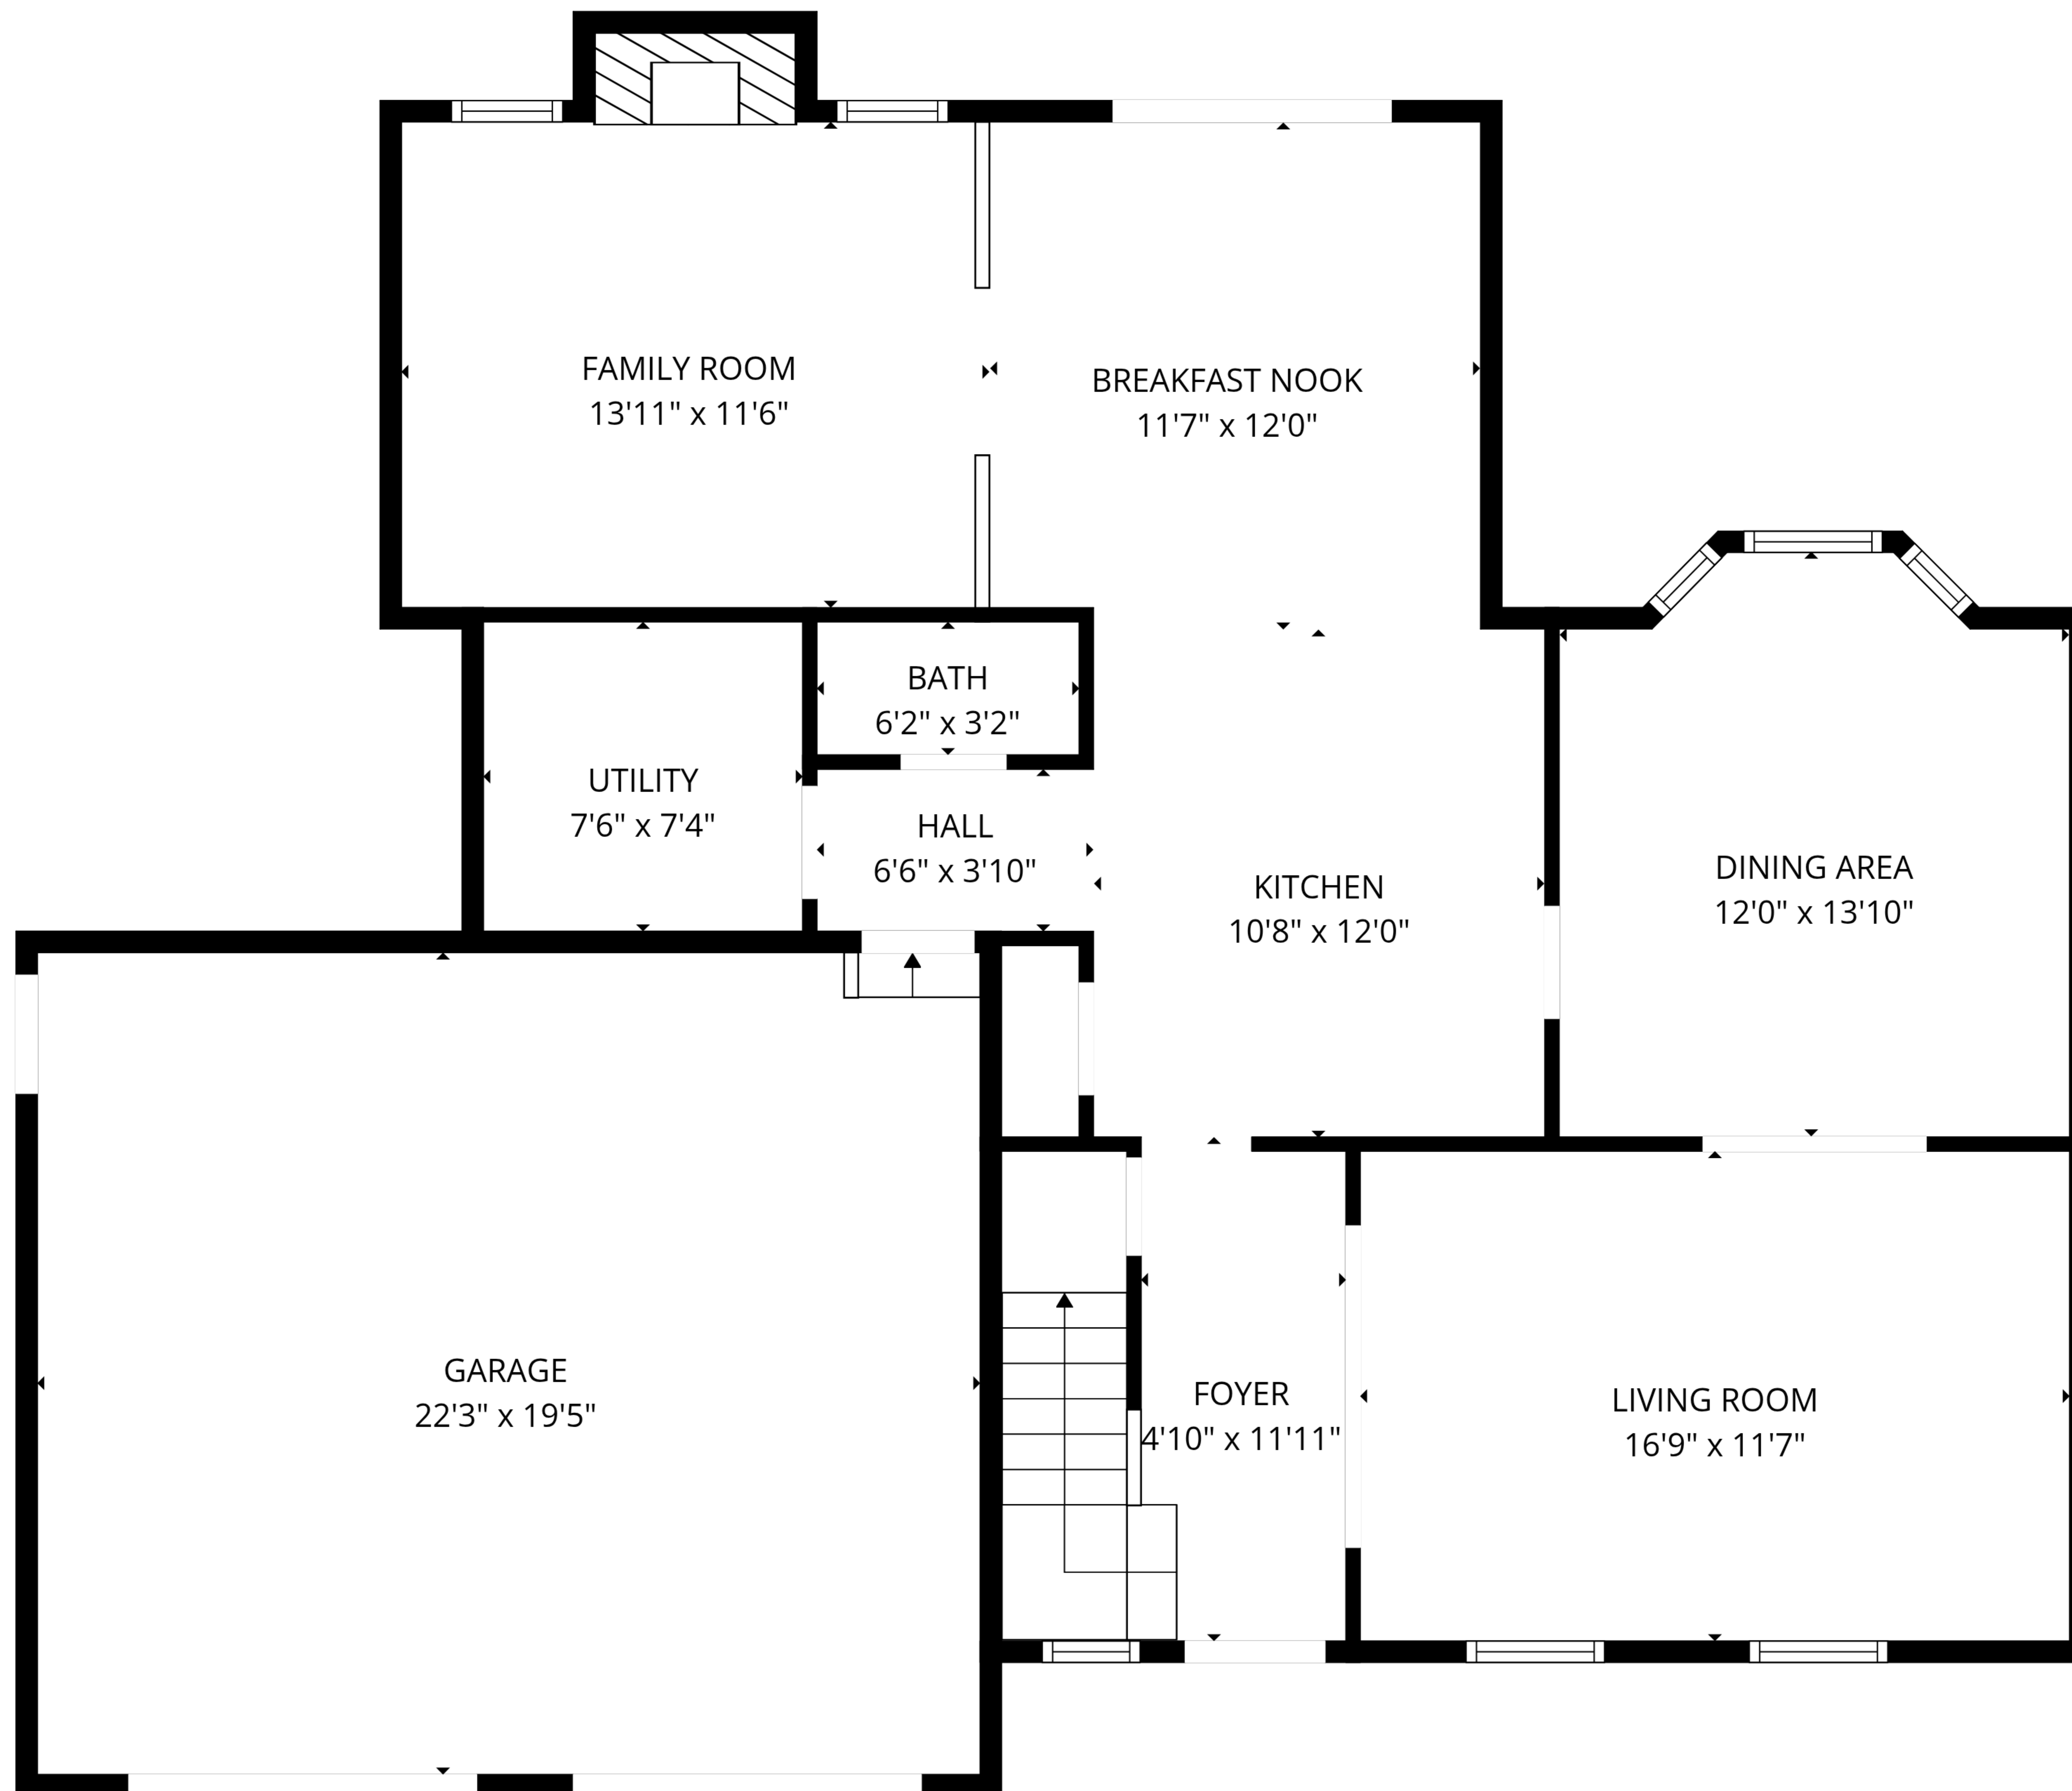 FAMILY ROOM
13'11" x 11'6"
BREAKFAST NOOK
11'7" x 12'0"
BATH
6'2" x 3'2"
UTILITY
7'6" x 7'4"
HALL
6'6" x 3'10"
KITCHEN
10'8" x 12'0"
DINING AREA
12'0" x 13'10"
GARAGE
22'3" x 19'5"
FOYER
4'10" x 11'11"
LIVING ROOM
16'9" x 11'7"